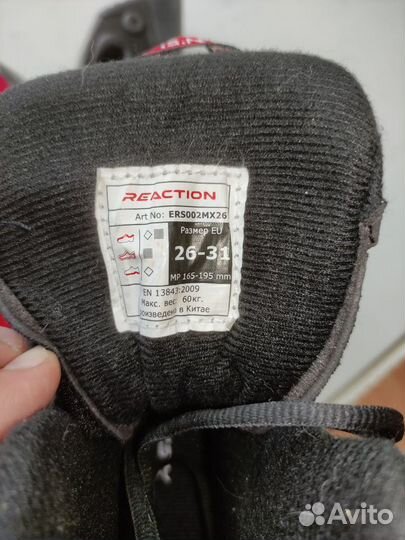 REACTION
Art No: ERS002MX26
Размер EU
26-31
MP 165-195 mm
EN 13843:2009
Макс. вес: 60кг.
роизведено в Китае
Avito